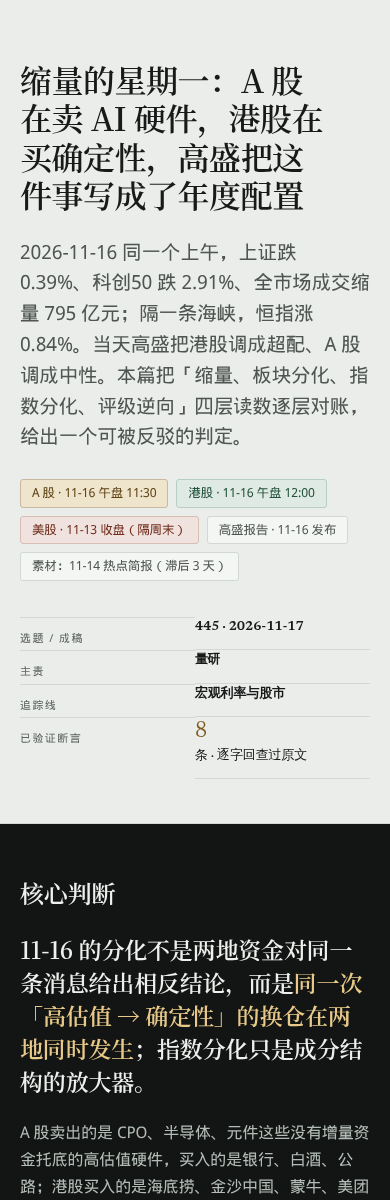 缩量的星期一：A 股
在卖 AI 硬件，港股在
买确定性，高盛把这
件事写成了年度配置
2026-11-16 同一个上午，上证跌
0.39%、科创50 跌 2.91%、全市场成交缩
量 795 亿元；隔一条海峡，恒指涨
0.84%。当天高盛把港股调成超配、A 股
调成中性。本篇把「缩量、板块分化、指
数分化、评级逆向」四层读数逐层对账，
给出一个可被反驳的判定。
A 股 · 11-16 午盘 11:30
港股 · 11-16 午盘 12:00
美股 · 11-13 收盘（隔周末）
高盛报告 · 11-16 发布
素材：11-14 热点简报（滞后 3 天）
选题 / 成稿
445 · 2026-11-17
主责
量研
追踪线
宏观利率与股市
已验证断言
8
条 · 逐字回查过原文
核心判断
11-16 的分化不是两地资金对同一
条消息给出相反结论，而是同一次
「高估值 → 确定性」的换仓在两
地同时发生；指数分化只是成分结
构的放大器。
A 股卖出的是 CPO、半导体、元件这些没有增量资
金托底的高估值硬件，买入的是银行、白酒、公
路；港股买入的是海底捞、金沙中国、蒙牛、美团